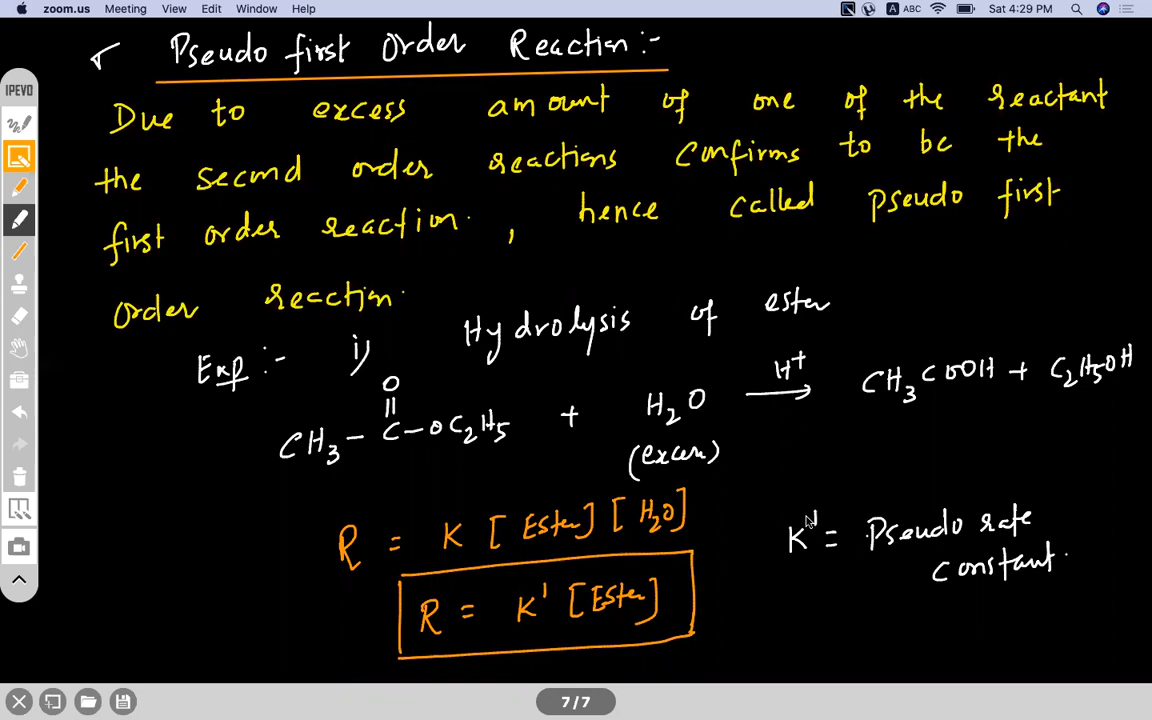 zoom.us Meeting View Edit Window Help ABC Sat 4:29 PM
IPEVO
Pseudo first Order Reaction :-
Due to excess amount of one of the reactant
the second order reactions confirms to be the
first order reaction. , hence called pseudo first
order reaction.
Exp :- i) Hydrolysis of ester
O
CH3 - C - OC2H5 + H2O H+ CH3COOH + C2H5OH
(excess)
R = K [Ester] [H2O]
K' = Pseudo rate
constant.
R = K' [Ester]
7/7